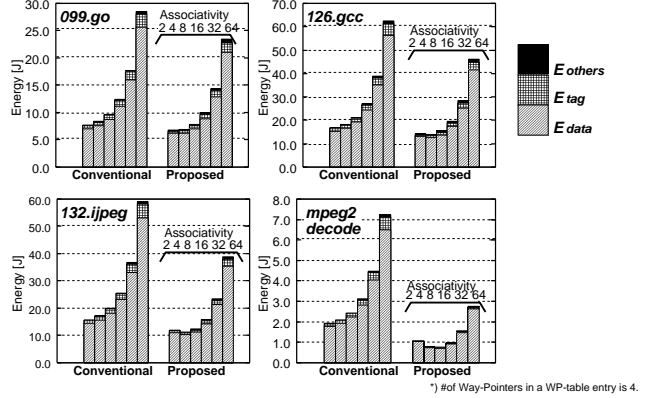 099.go
Energy [J]
30.0
25.0
20.0
15.0
10.0
5.0
0.0
Associativity
2 4 8 16 32 64
Conventional Proposed
126.gcc
Energy [J]
70.0
60.0
50.0
40.0
30.0
20.0
10.0
0.0
Associativity
2 4 8 16 32 64
Conventional Proposed
E others
E tag
E data
132.ijpeg
Energy [J]
60.0
50.0
40.0
30.0
20.0
10.0
0.0
Associativity
2 4 8 16 32 64
Conventional Proposed
mpeg2
decode
Energy [J]
8.0
7.0
6.0
5.0
4.0
3.0
2.0
1.0
0.0
Associativity
2 4 8 16 32 64
Conventional Proposed
*) #of Way-Pointers in a WP-table entry is 4.